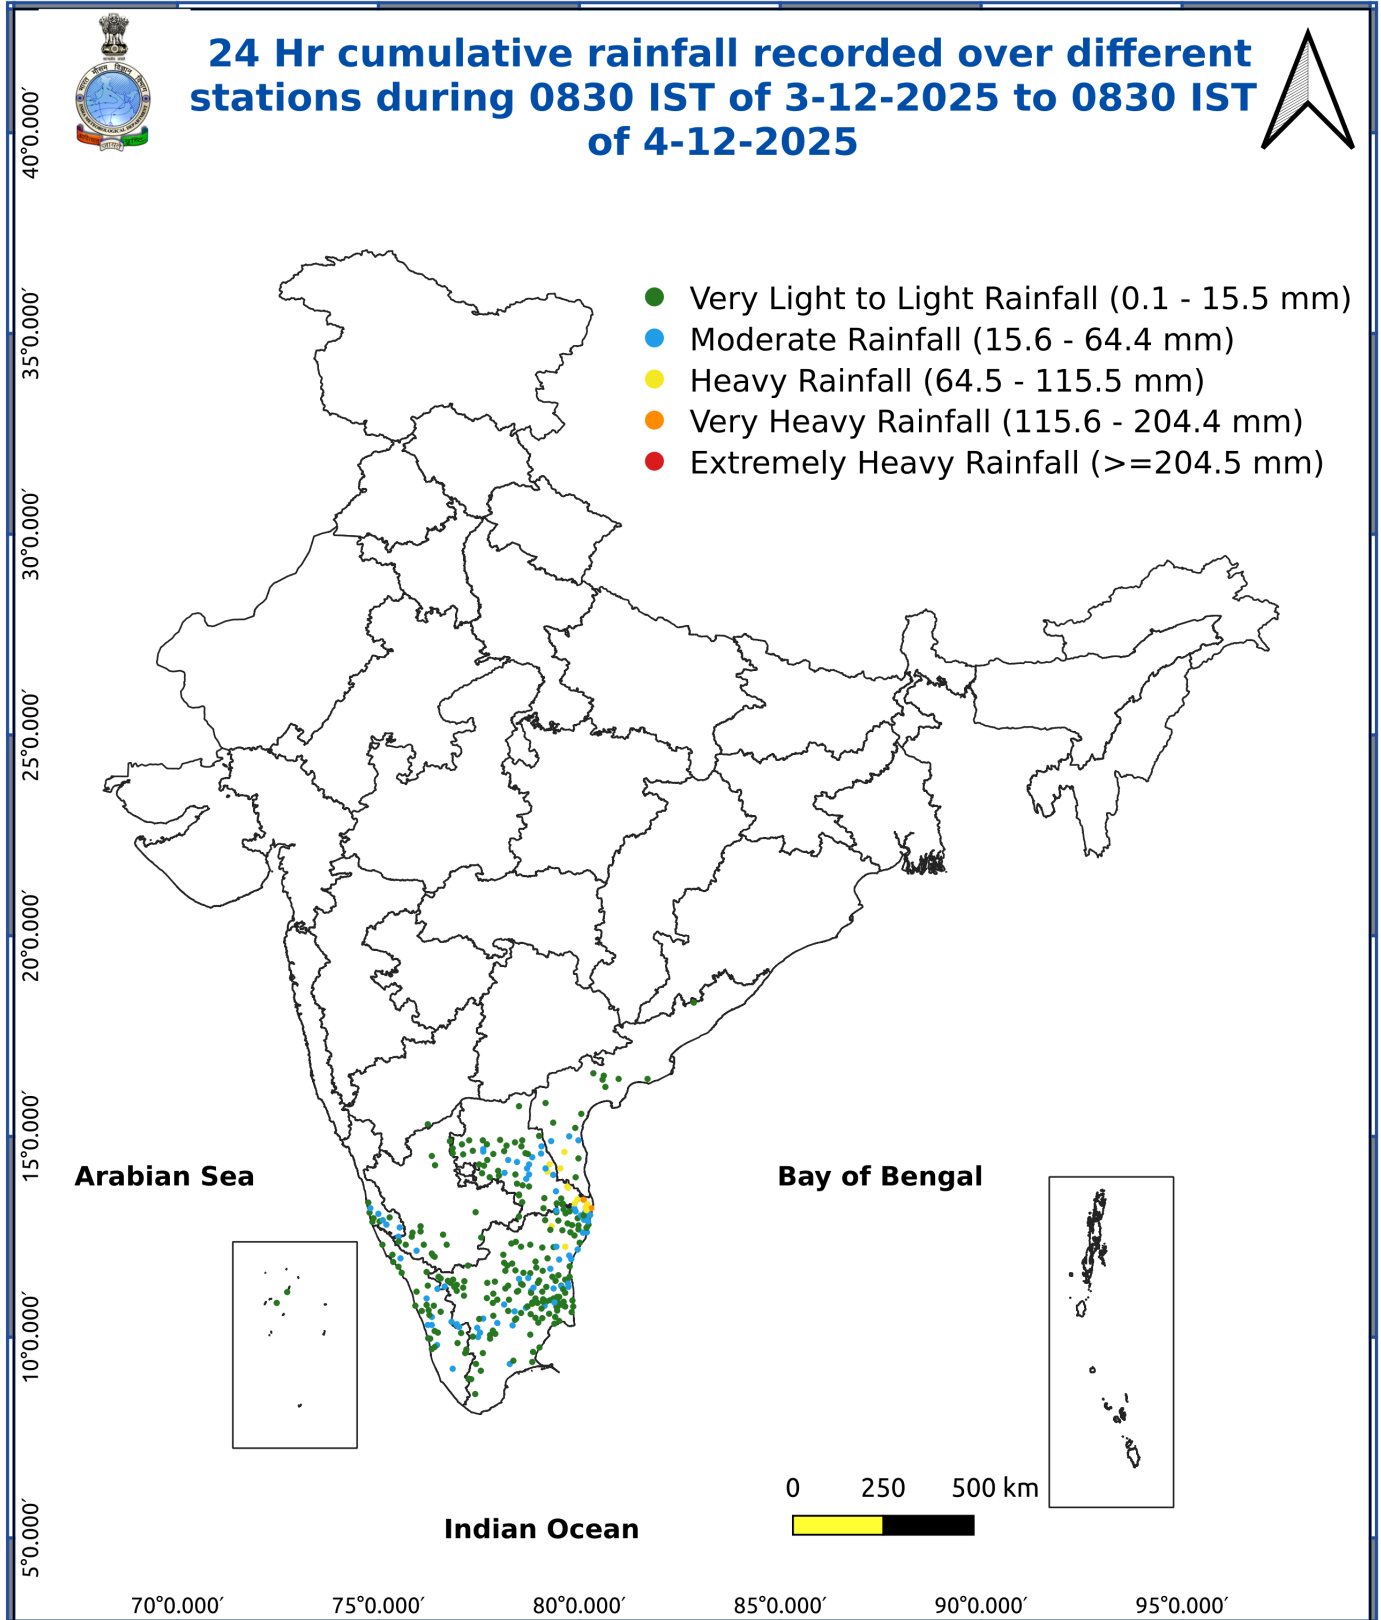 24 Hr cumulative rainfall recorded over different
stations during 0830 IST of 3-12-2025 to 0830 IST
of 4-12-2025
Very Light to Light Rainfall (0.1 - 15.5 mm)
Moderate Rainfall (15.6 - 64.4 mm)
Heavy Rainfall (64.5 - 115.5 mm)
Very Heavy Rainfall (115.6 - 204.4 mm)
Extremely Heavy Rainfall (>=204.5 mm)
40°0.000′
35°0.000′
30°0.000′
25°0.000′
20°0.000′
15°0.000′
10°0.000′
5°0.000′
Arabian Sea
Bay of Bengal
Indian Ocean
0 250 500 km
70°0.000′ 75°0.000′ 80°0.000′ 85°0.000′ 90°0.000′ 95°0.000′